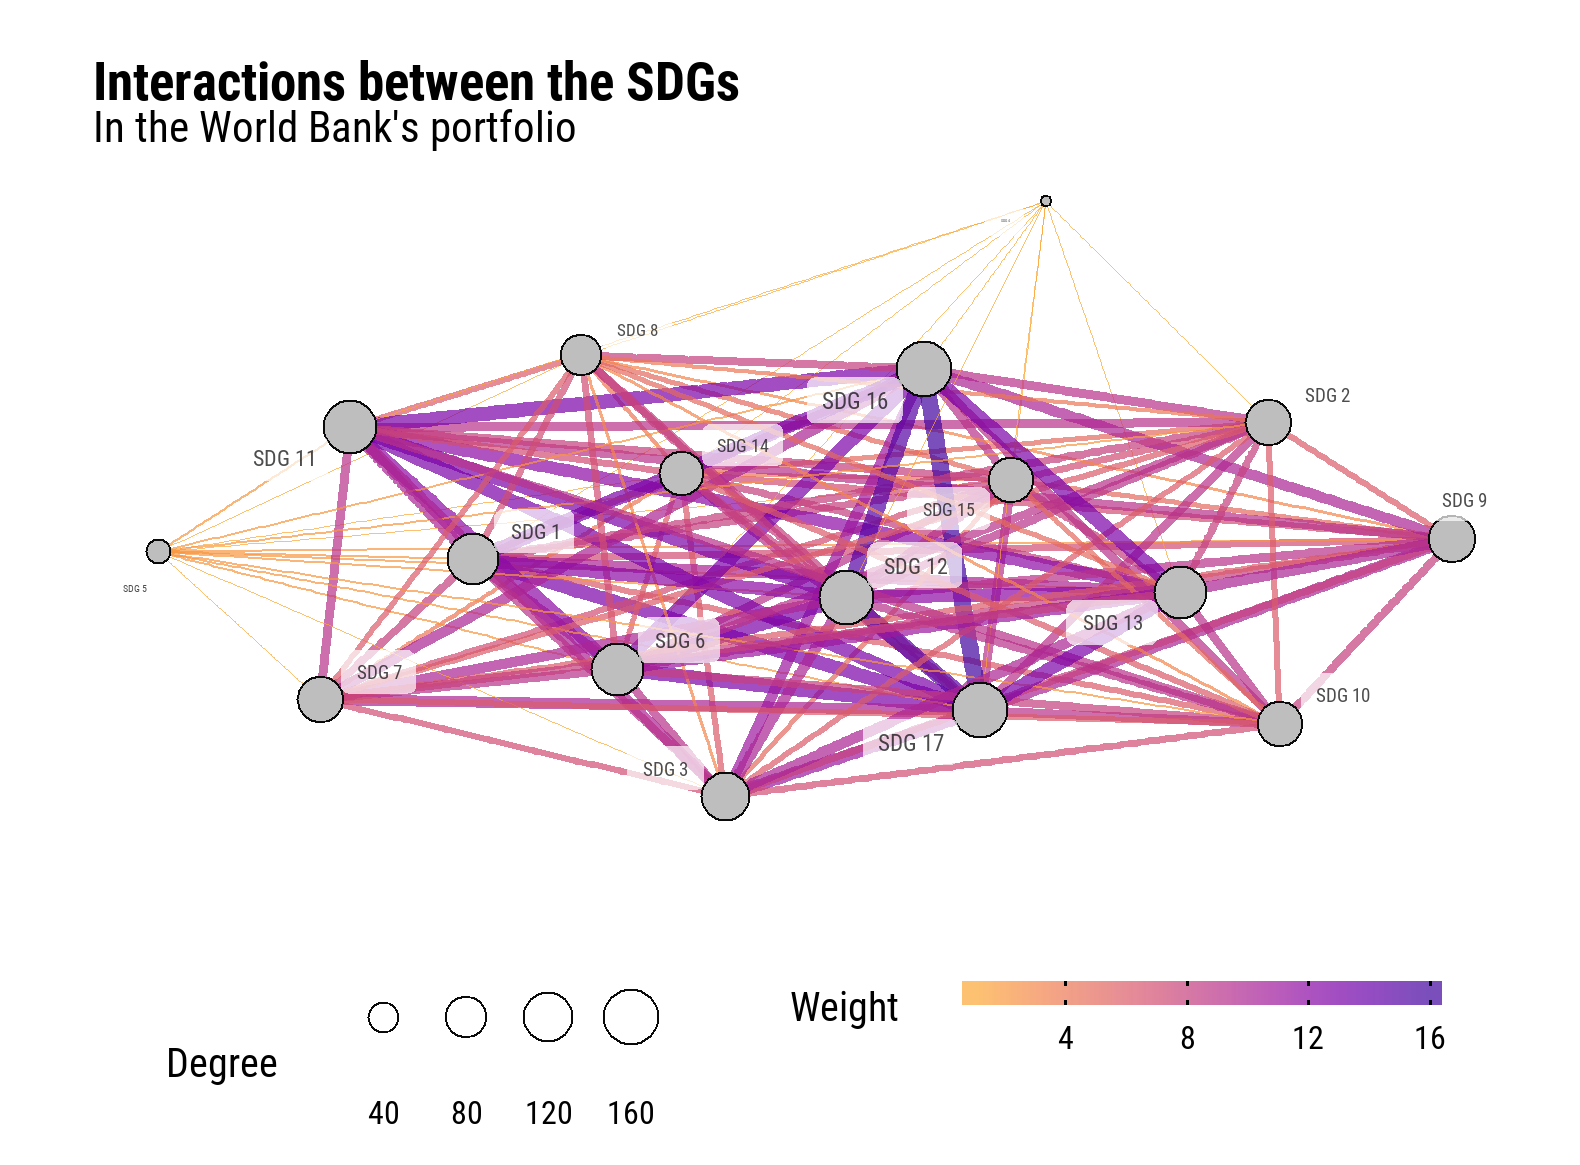 Interactions between the SDGs
In the World Bank's portfolio
SDG 8
SDG 2
SDG 16
SDG 14
SDG 11
SDG 9
SDG 15
SDG 1
SDG 12
SDG 5
SDG 13
SDG 6
SDG 7
SDG 10
SDG 17
SDG 3
Weight
4 8 12 16
Degree
40 80 120 160